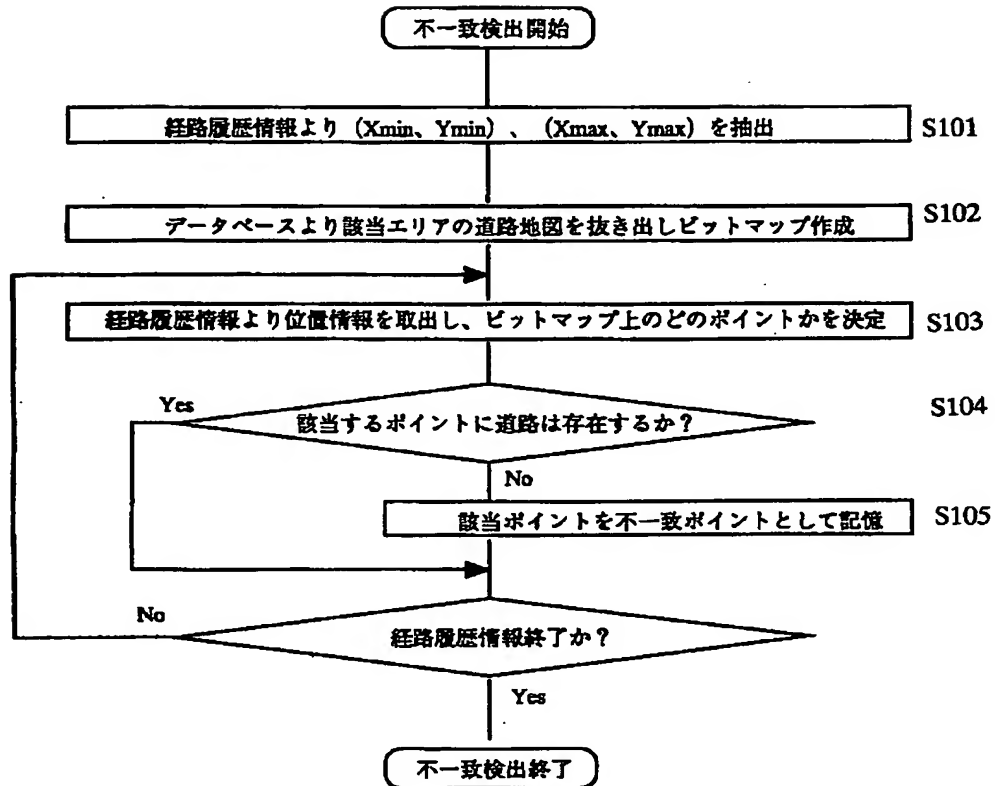 不一致検出開始
経路履歴情報より (Xmin、Ymin)、(Xmax、Ymax) を抽出
S101
データベースより該当エリアの道路地図を抜き出しビットマップ作成
S102
経路履歴情報より位置情報を取出し、ビットマップ上のどのポイントかを決定
S103
Yes
該当するポイントに道路は存在するか?
S104
No
該当ポイントを不一致ポイントとして記憶
S105
No
経路履歴情報終了か?
Yes
不一致検出終了